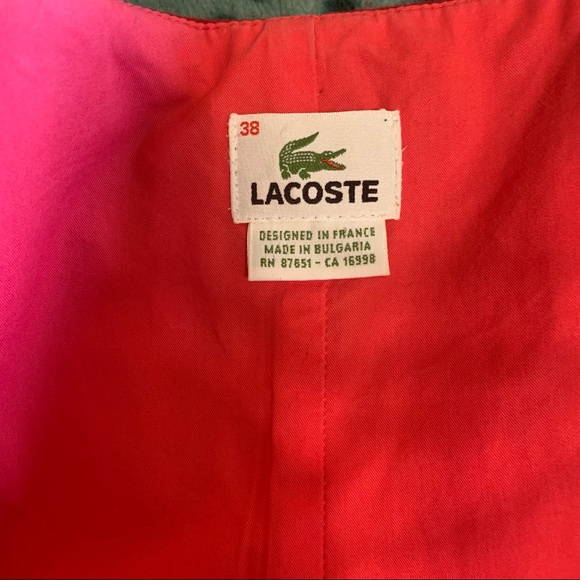 38
LACOSTE
DESIGNED IN FRANCE
MADE IN BULGARIA
RN 87651 - CA 16998